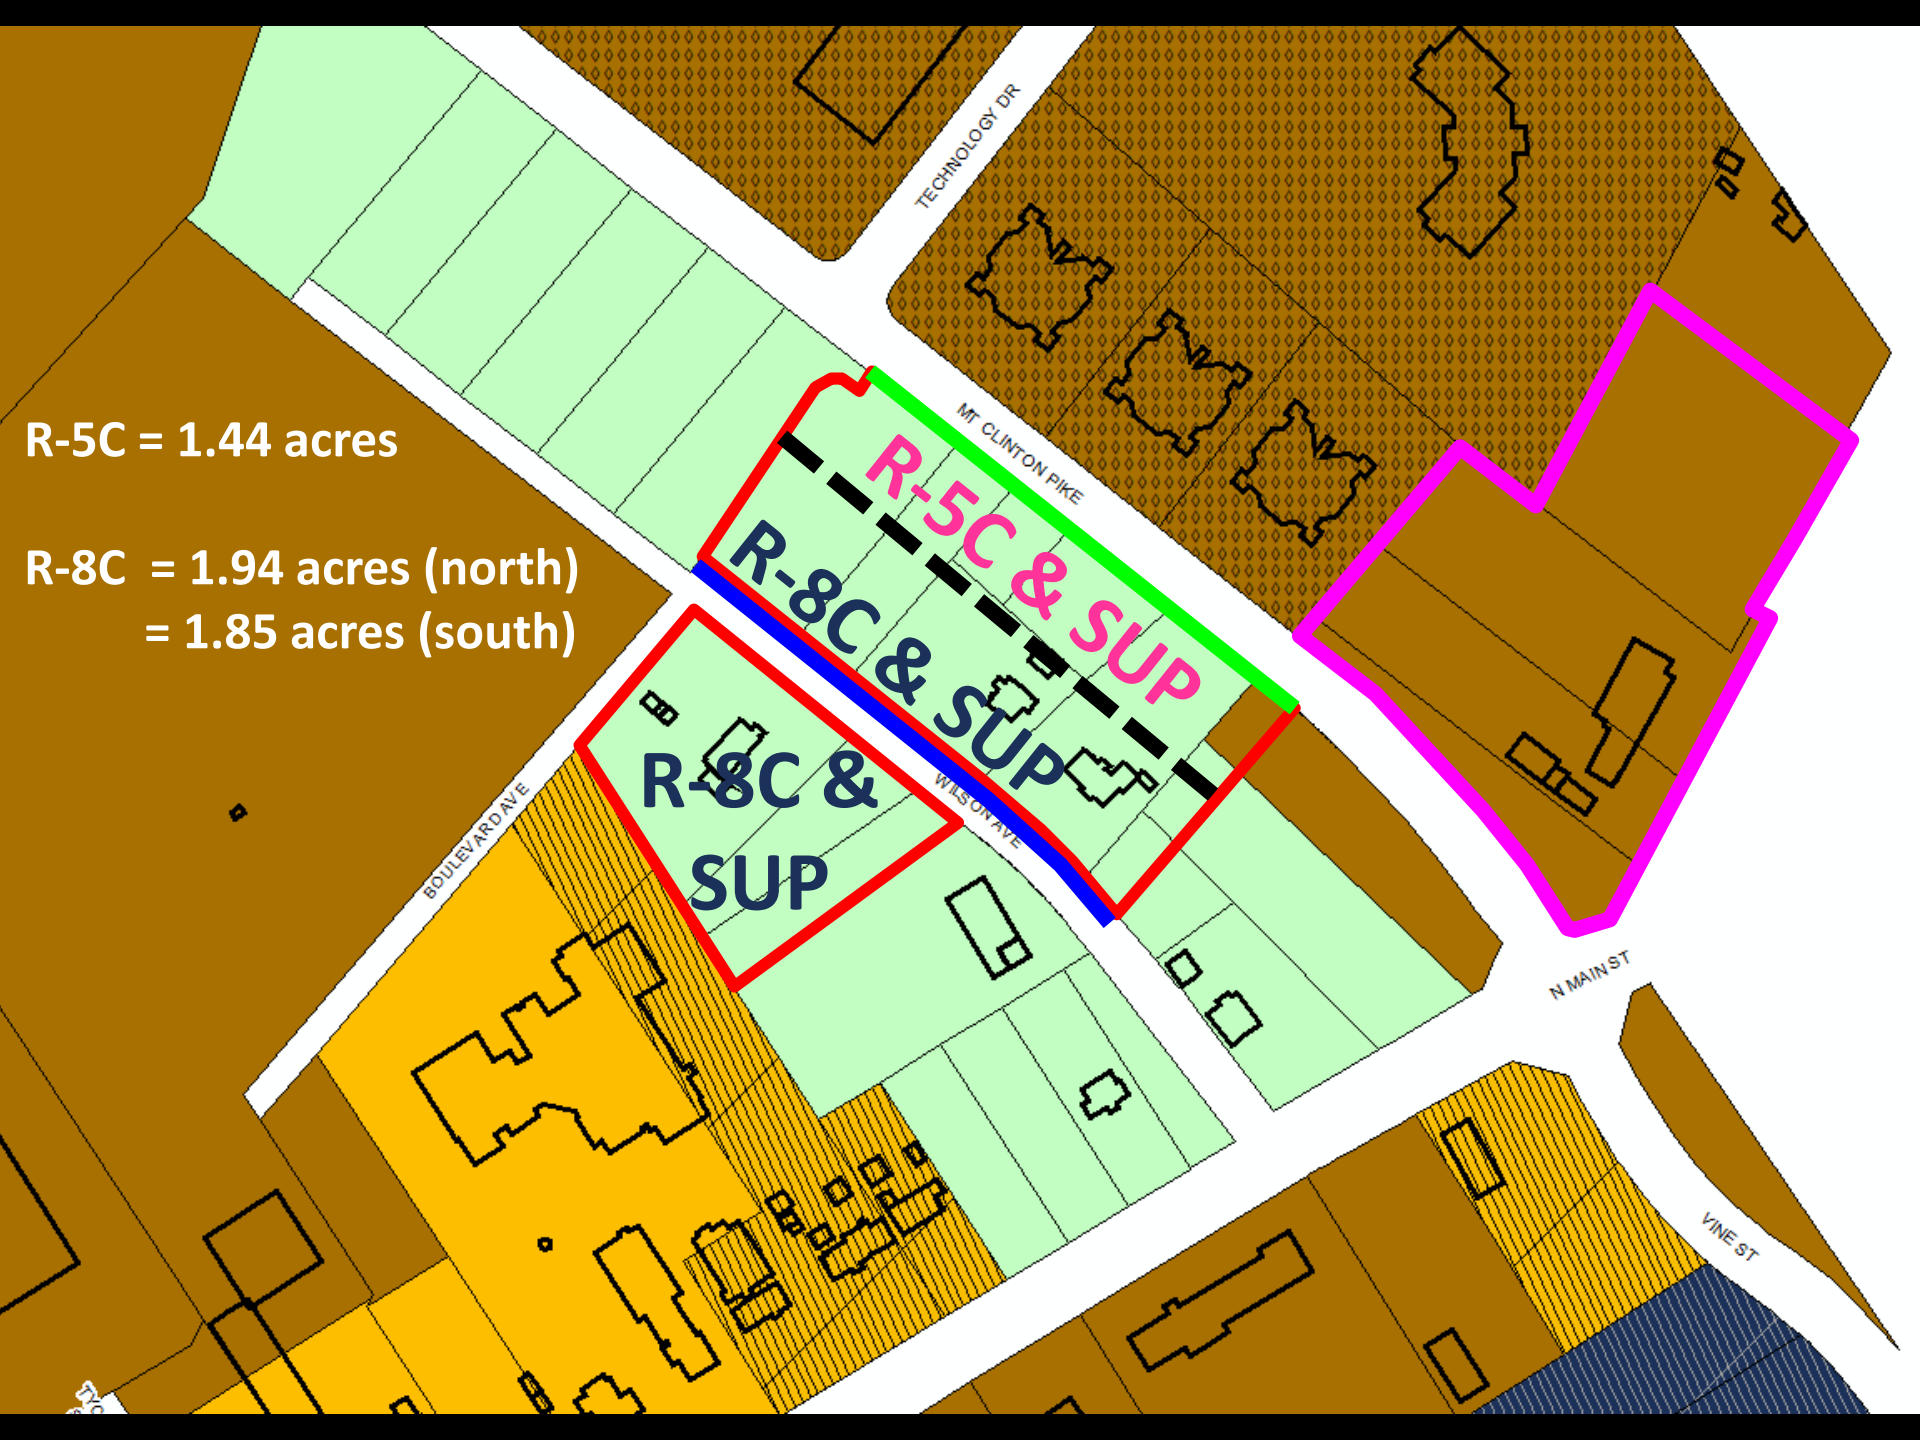 TECHNOLOGY DR
R-5C = 1.44 acres
MT CLINTON PIKE
R-5C & SUP
R-8C = 1.94 acres (north)
= 1.85 acres (south)
R-8C & SUP
R-8C &
SUP
WILSON AVE
BOULEVARD AVE
N MAIN ST
VINE ST